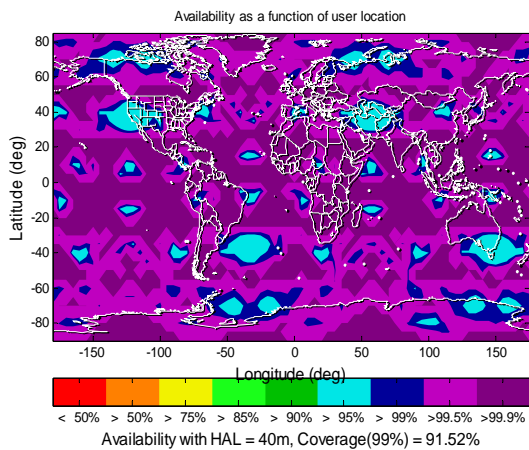 Availability as a function of user location
Latitude (deg)
80
60
40
20
0
-20
-40
-60
-80
-150 -100 -50 0 50 100 150
Longitude (deg)
< 50% > 50% > 75% > 85% > 90% > 95% > 99% >99.5% >99.9%
Availability with HAL = 40m, Coverage(99%) = 91.52%